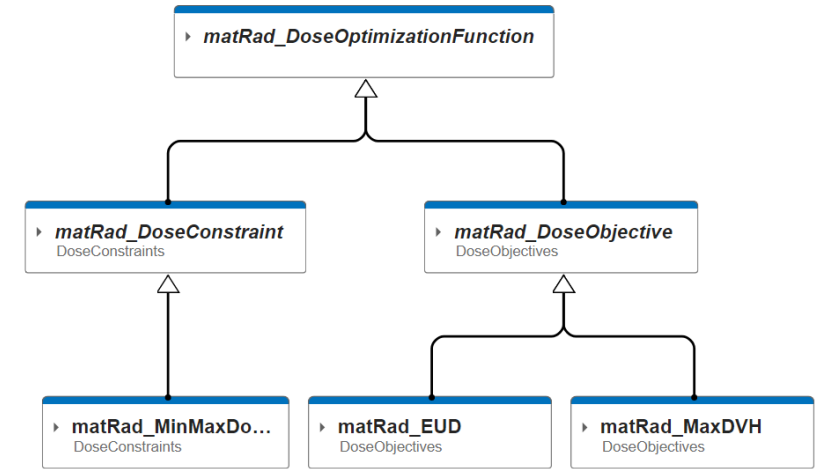 matRad_DoseOptimizationFunction
matRad_DoseConstraint
DoseConstraints
matRad_DoseObjective
DoseObjectives
matRad_MinMaxDo...
DoseConstraints
matRad_EUD
DoseObjectives
matRad_MaxDVH
DoseObjectives